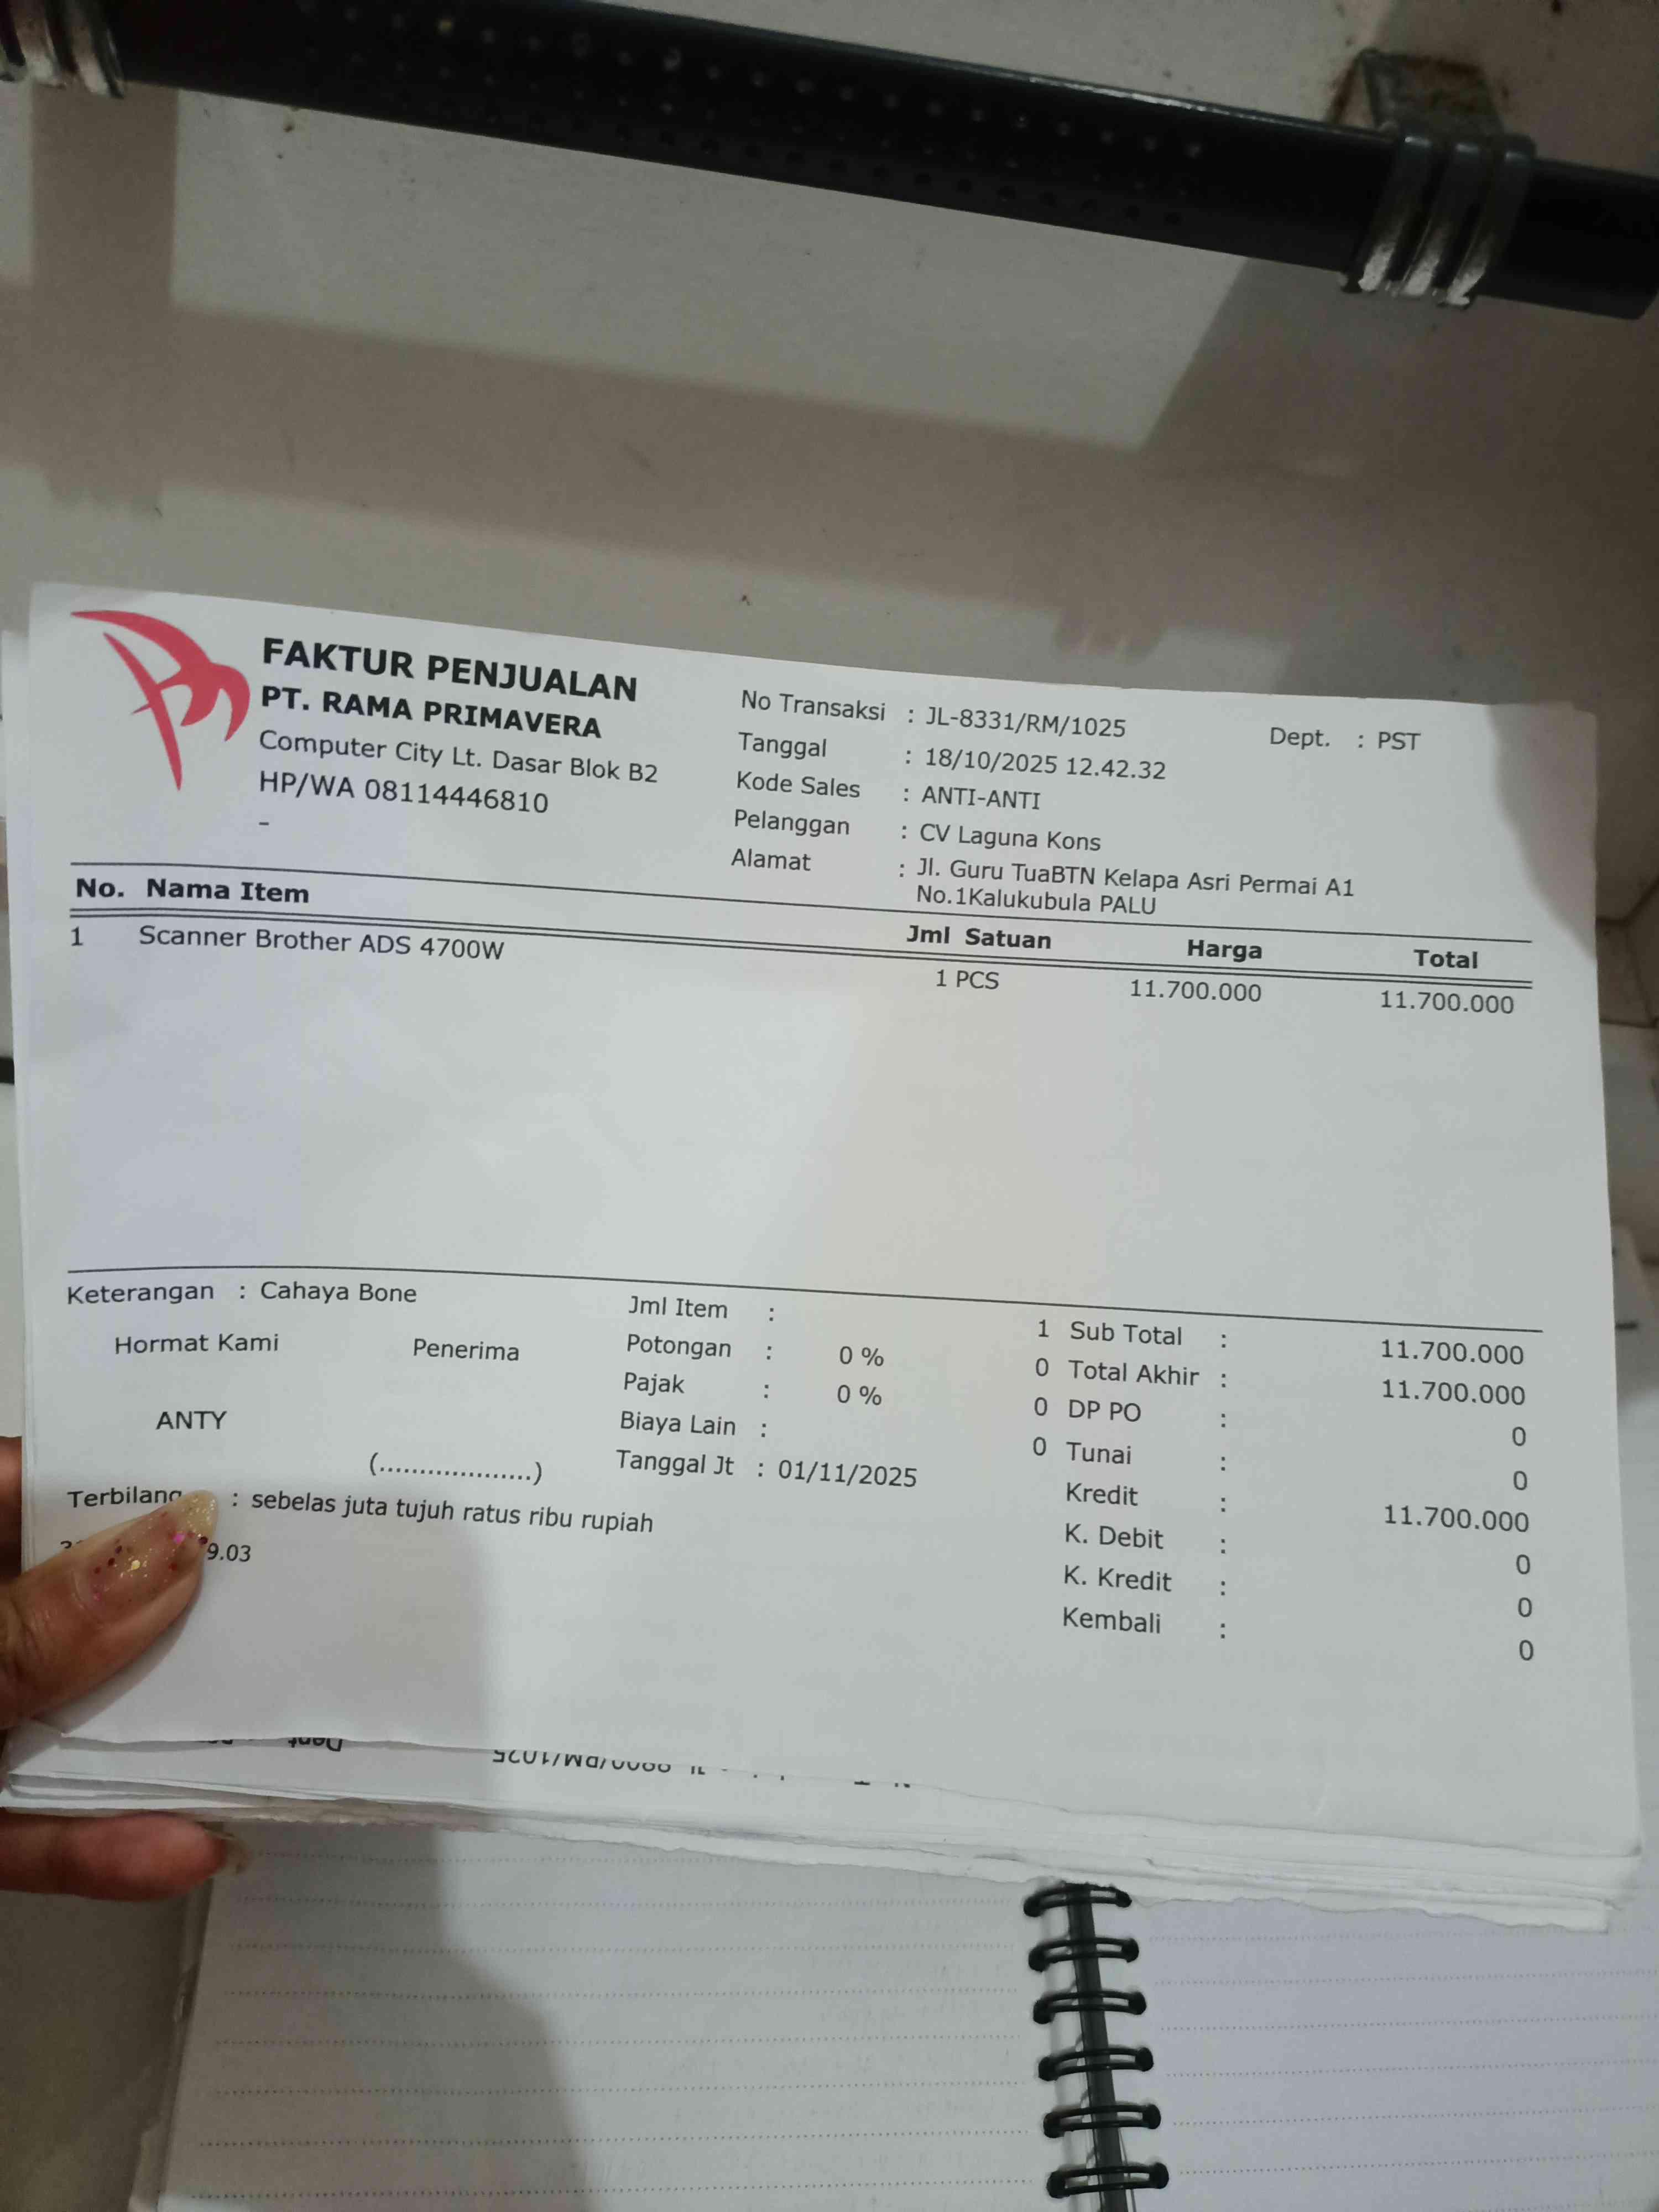 FAKTUR PENJUALAN
PT. RAMA PRIMAVERA
Computer City Lt. Dasar Blok B2
HP/WA 08114446810
-
No Transaksi : JL-8331/RM/1025 Dept. : PST
Tanggal : 18/10/2025 12.42.32
Kode Sales : ANTI-ANTI
Pelanggan : CV Laguna Kons
Alamat : Jl. Guru TuaBTN Kelapa Asri Permai A1
No.1Kalukubula PALU
No. Nama Item Jml Satuan Harga Total
1 Scanner Brother ADS 4700W 1 PCS 11.700.000 11.700.000
Keterangan : Cahaya Bone
Hormat Kami Penerima
ANTY
(...................)
Jml Item : 1
Potongan : 0 % 0
Pajak : 0 % 0
Biaya Lain : 0
Tanggal Jt : 01/11/2025
Sub Total : 11.700.000
Total Akhir : 11.700.000
DP PO : 0
Tunai : 0
Kredit : 11.700.000
K. Debit : 0
K. Kredit : 0
Kembali : 0
Terbilang : sebelas juta tujuh ratus ribu rupiah
9.03